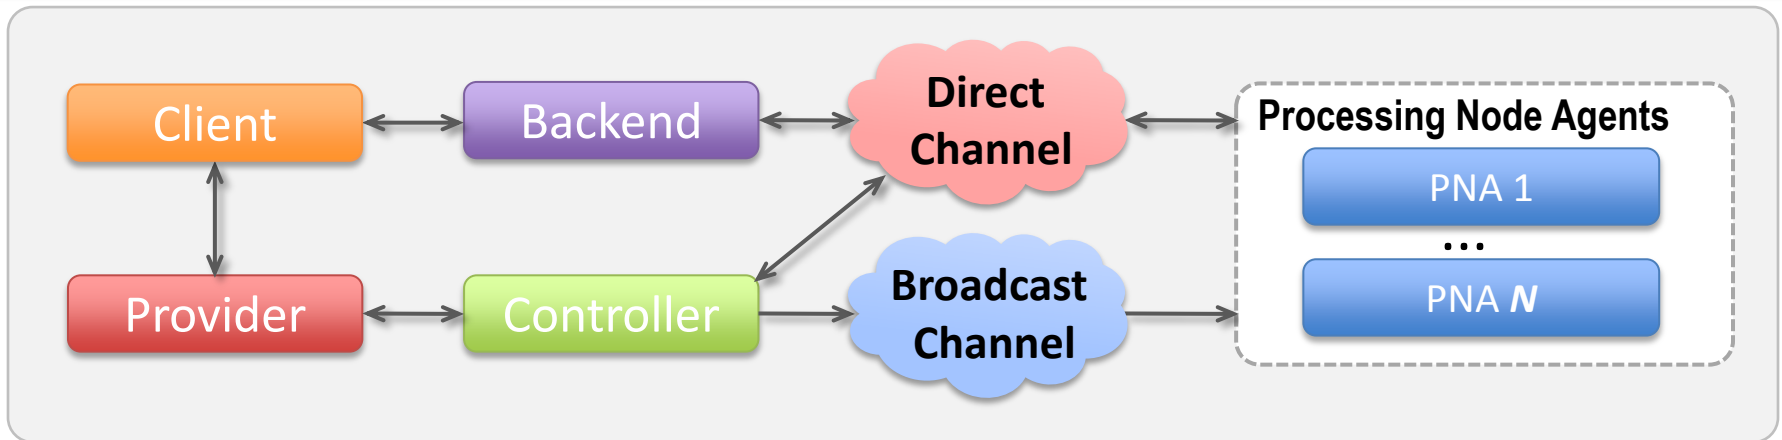 Client
Backend
Direct
Channel
Processing Node Agents
PNA 1
...
PNA N
Provider
Controller
Broadcast
Channel